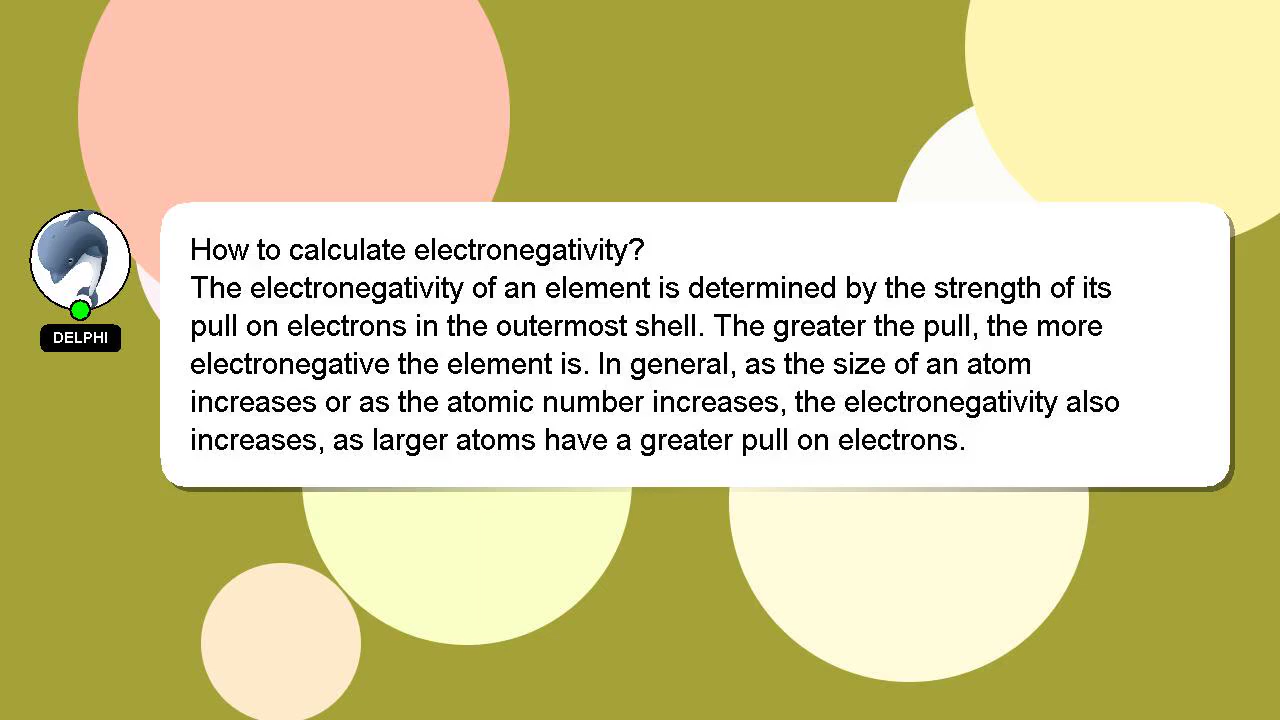 How to calculate electronegativity?
The electronegativity of an element is determined by the strength of its
pull on electrons in the outermost shell. The greater the pull, the more
electronegative the element is. In general, as the size of an atom
increases or as the atomic number increases, the electronegativity also
increases, as larger atoms have a greater pull on electrons.
DELPHI